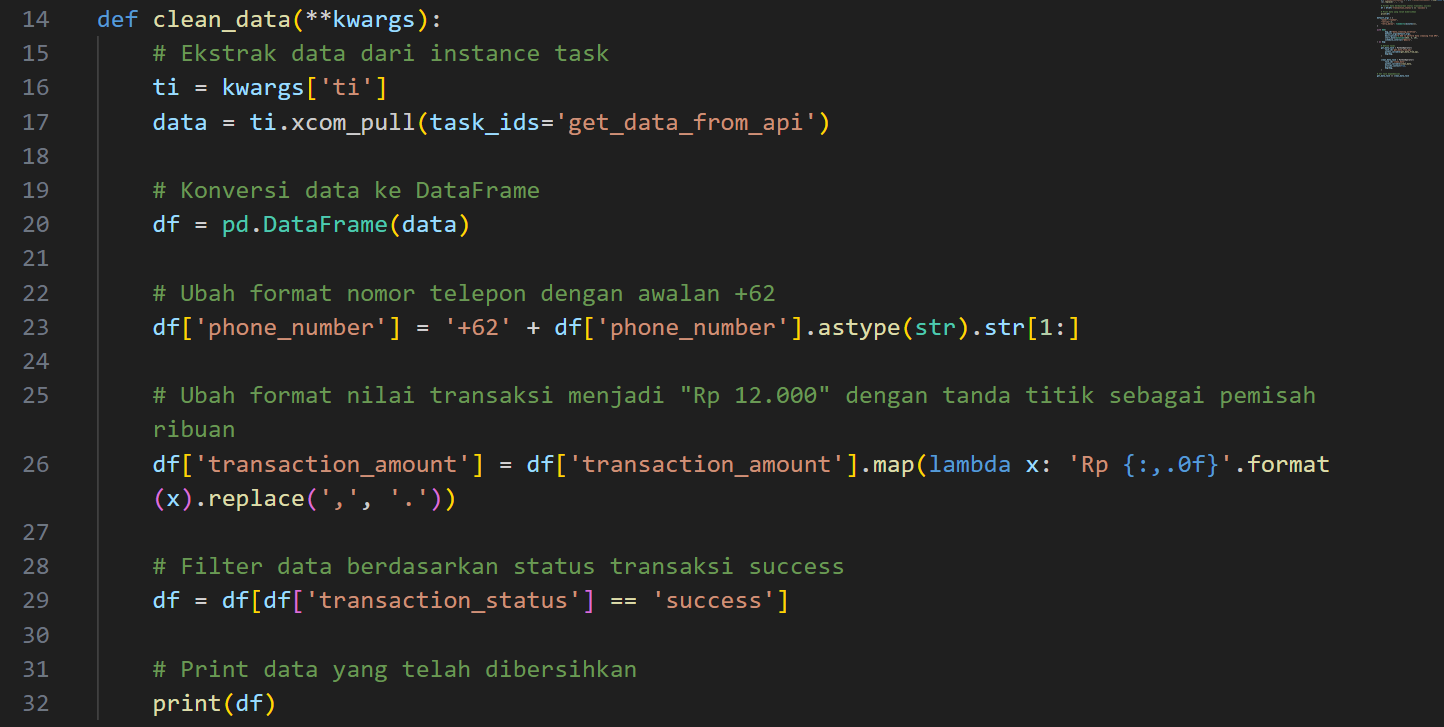 14 def clean_data(**kwargs):
15     # Ekstrak data dari instance task
16     ti = kwargs['ti']
17     data = ti.xcom_pull(task_ids='get_data_from_api')
18
19     # Konversi data ke DataFrame
20     df = pd.DataFrame(data)
21
22     # Ubah format nomor telepon dengan awalan +62
23     df['phone_number'] = '+62' + df['phone_number'].astype(str).str[1:]
24
25     # Ubah format nilai transaksi menjadi "Rp 12.000" dengan tanda titik sebagai pemisah
ribuan
26     df['transaction_amount'] = df['transaction_amount'].map(lambda x: 'Rp {:,.0f}'.format
(x).replace(',', '.'))
27
28     # Filter data berdasarkan status transaksi success
29     df = df[df['transaction_status'] == 'success']
30
31     # Print data yang telah dibersihkan
32     print(df)